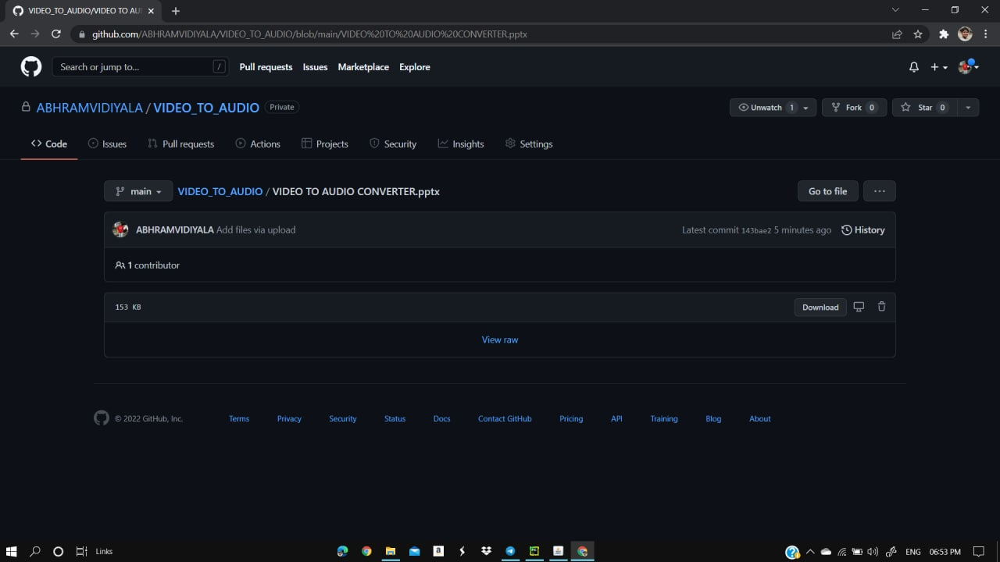 VIDEO_TO_AUDIO/VIDEO TO AU
github.com/ABHRAMVIDIYALA/VIDEO_TO_AUDIO/blob/main/VIDEO%20TO%20AUDIO%20CONVERTER.pptx
Search or jump to... / Pull requests Issues Marketplace Explore
ABHRAMVIDIYALA / VIDEO_TO_AUDIO Private Unwatch 1 Fork 0 Star 0
Code Issues Pull requests Actions Projects Security Insights Settings
main VIDEO_TO_AUDIO / VIDEO TO AUDIO CONVERTER.pptx Go to file ...
ABHRAMVIDIYALA Add files via upload Latest commit 143bae2 5 minutes ago History
1 contributor
153 KB Download
View raw
© 2022 GitHub, Inc. Terms Privacy Security Status Docs Contact GitHub Pricing API Training Blog About
Links ENG 06:53 PM